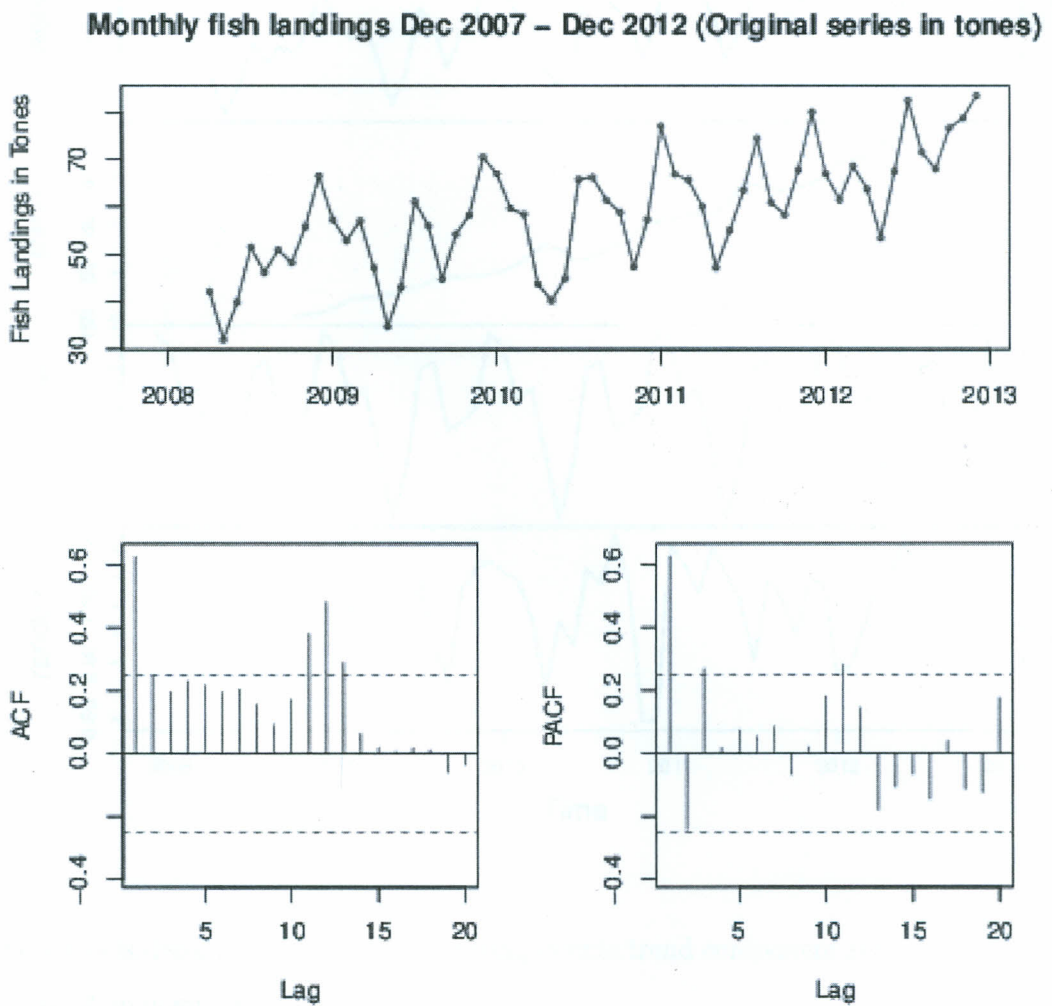 Monthly fish landings Dec 2007 – Dec 2012 (Original series in tones)
Fish Landings in Tones
30 50 70
2008 2009 2010 2011 2012 2013
ACF
−0.4 0.0 0.2 0.4 0.6
5 10 15 20
Lag
PACF
−0.4 0.0 0.2 0.4 0.6
5 10 15 20
Lag